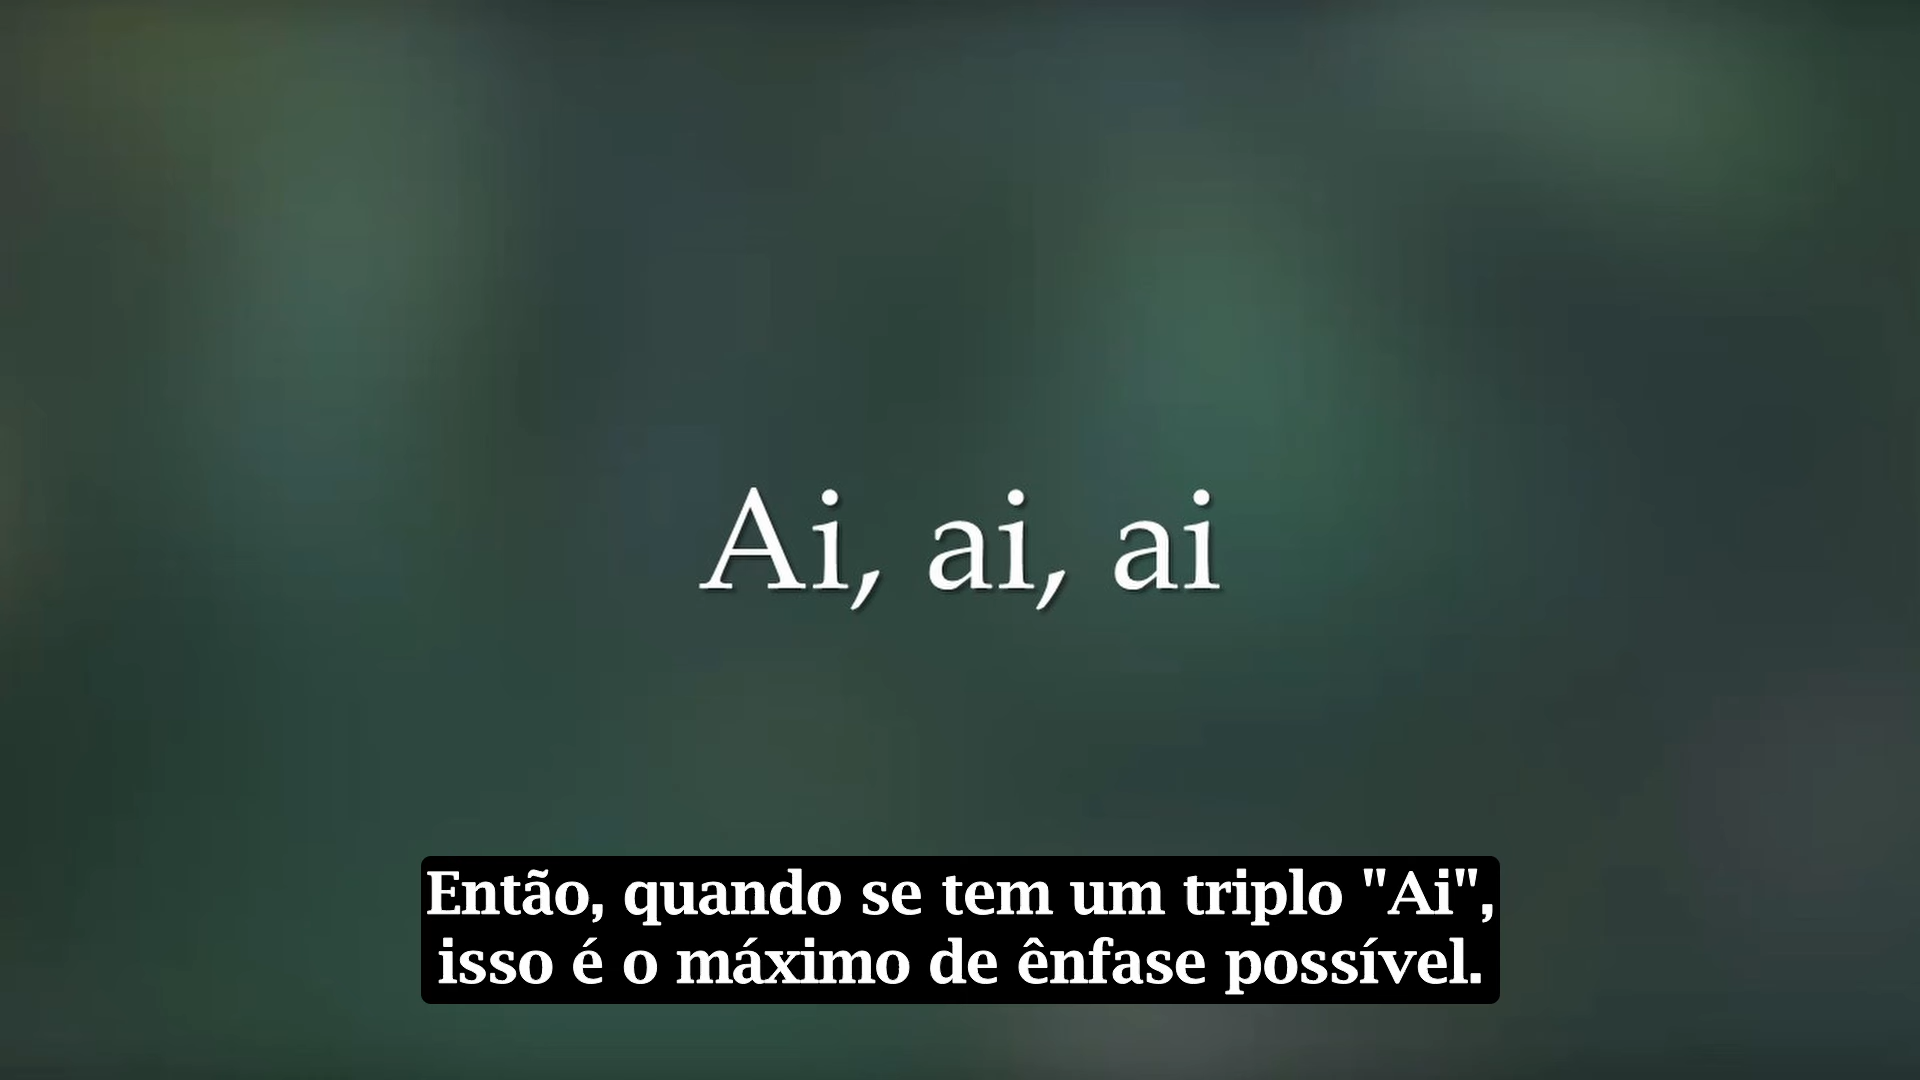 Ai, ai, ai
Então, quando se tem um triplo "Ai",
isso é o máximo de ênfase possível.